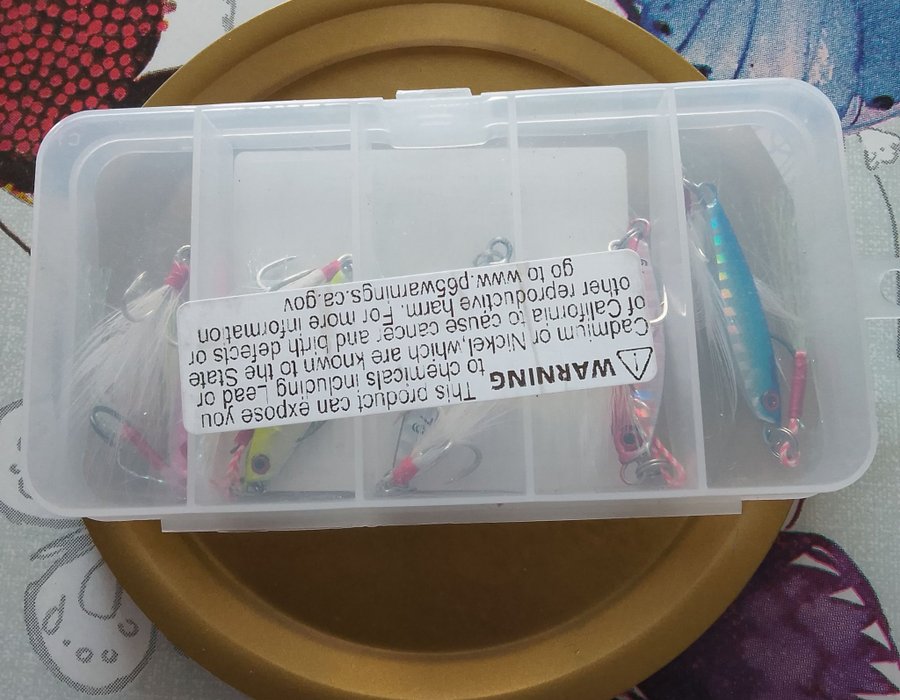 WARNING This product can expose you
to chemicals including Lead or
Cadmium or Nickel,which are known to the State
of California to cause cancer and birth defects or
other reproductive harm. For more information
go to www.p65warnings.ca.gov